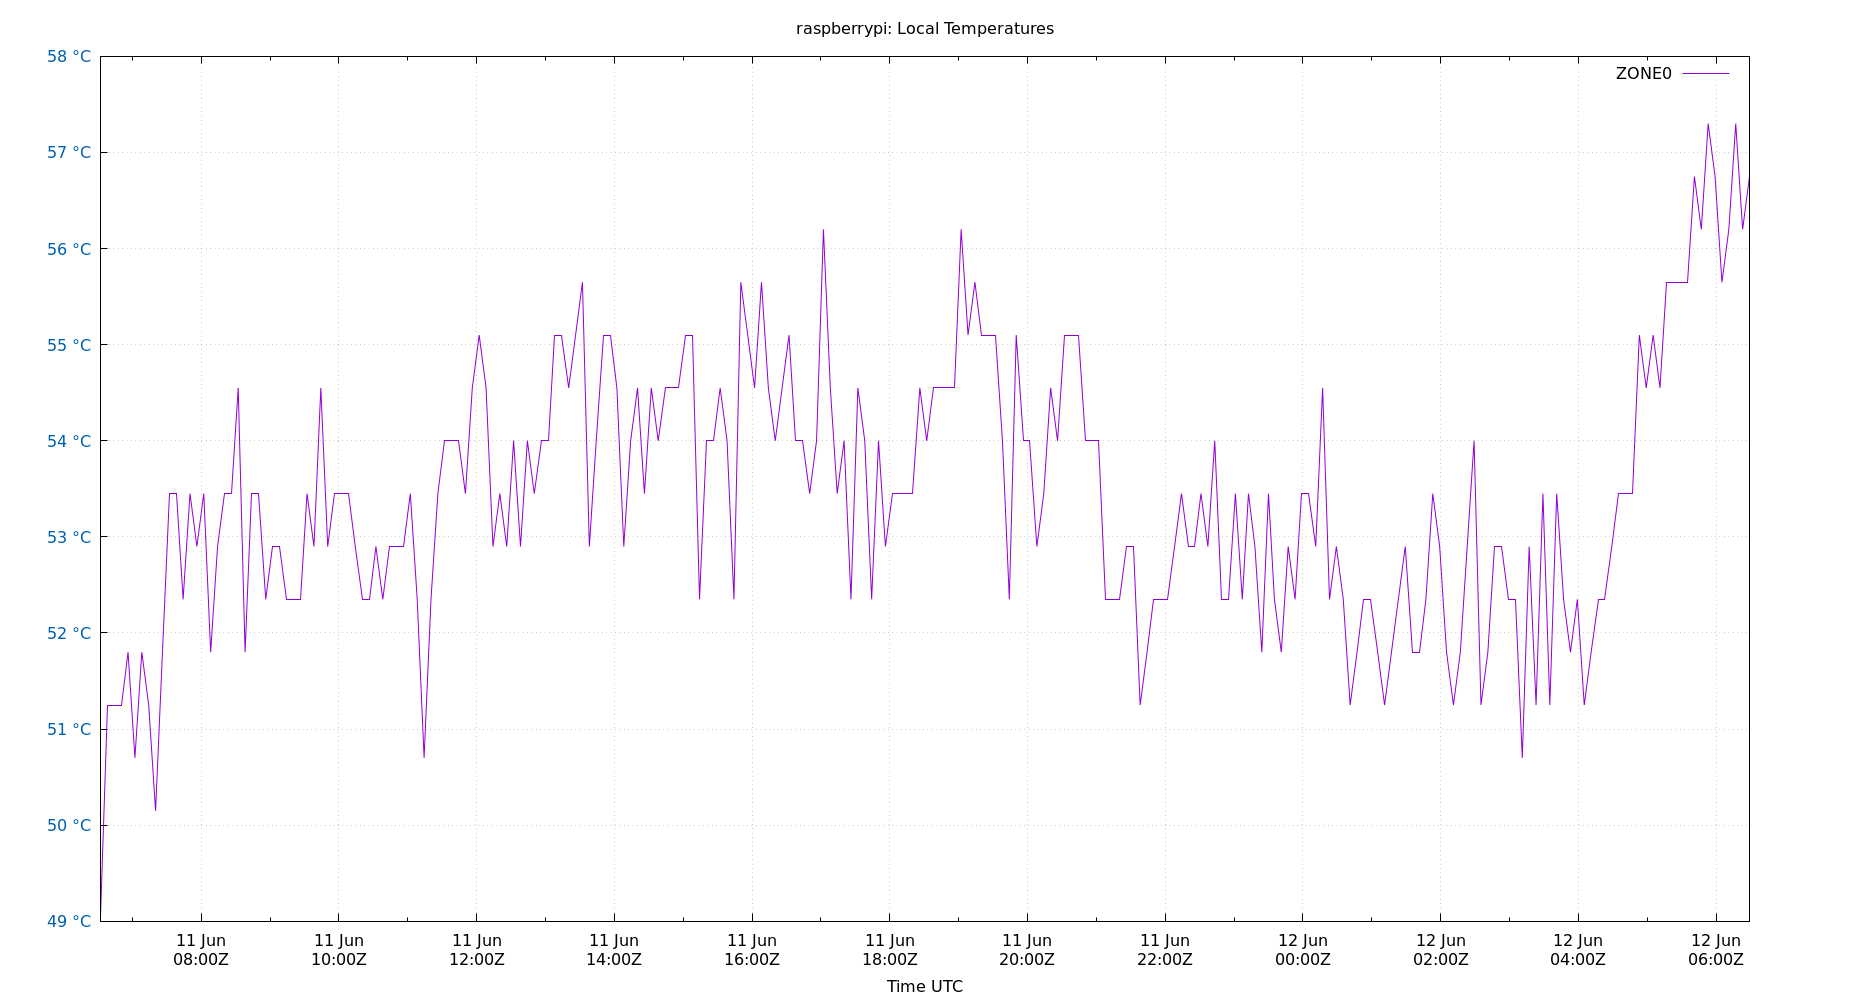 raspberrypi: Local Temperatures
58 °C
ZONE0
57 °C
56 °C
55 °C
54 °C
53 °C
52 °C
51 °C
50 °C
49 °C
11 Jun 11 Jun 11 Jun 11 Jun 11 Jun 11 Jun 11 Jun 11 Jun 12 Jun 12 Jun 12 Jun 12 Jun
08:00Z 10:00Z 12:00Z 14:00Z 16:00Z 18:00Z 20:00Z 22:00Z 00:00Z 02:00Z 04:00Z 06:00Z
Time UTC